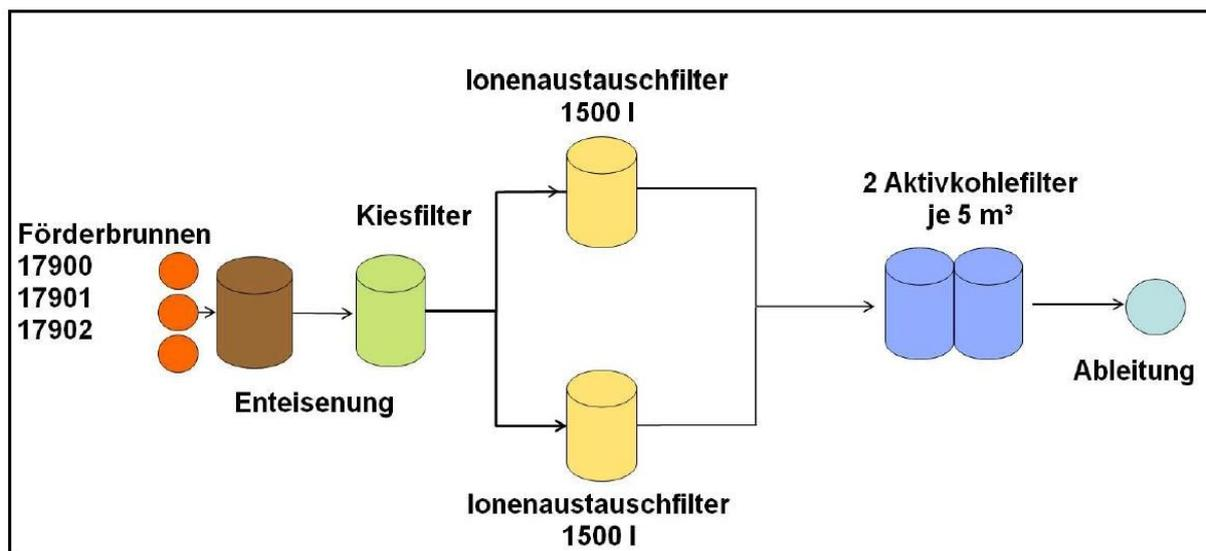 Ionenaustauschfilter
1500 l
2 Aktivkohlefilter
je 5 m³
Kiesfilter
Förderbrunnen
17900
17901
17902
Enteisenung
Ableitung
Ionenaustauschfilter
1500 l